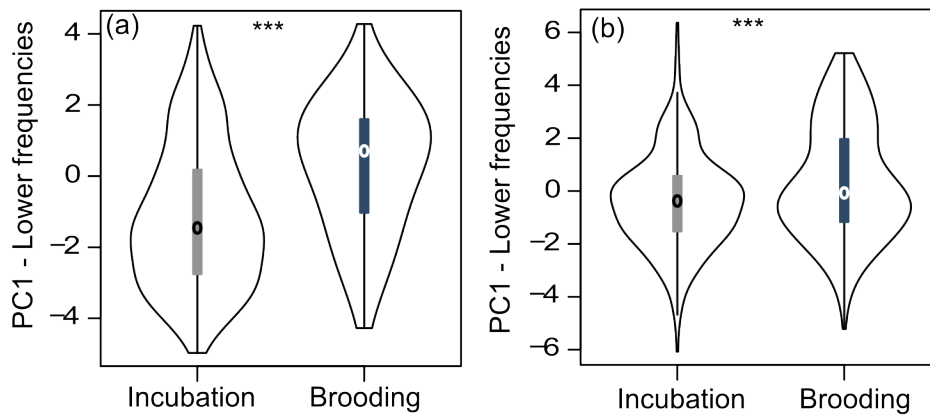 (a)
***
PC1 - Lower frequencies
4
2
0
−2
−4
Incubation
Brooding
(b)
***
PC1 - Lower frequencies
6
4
2
0
−2
−4
−6
Incubation
Brooding